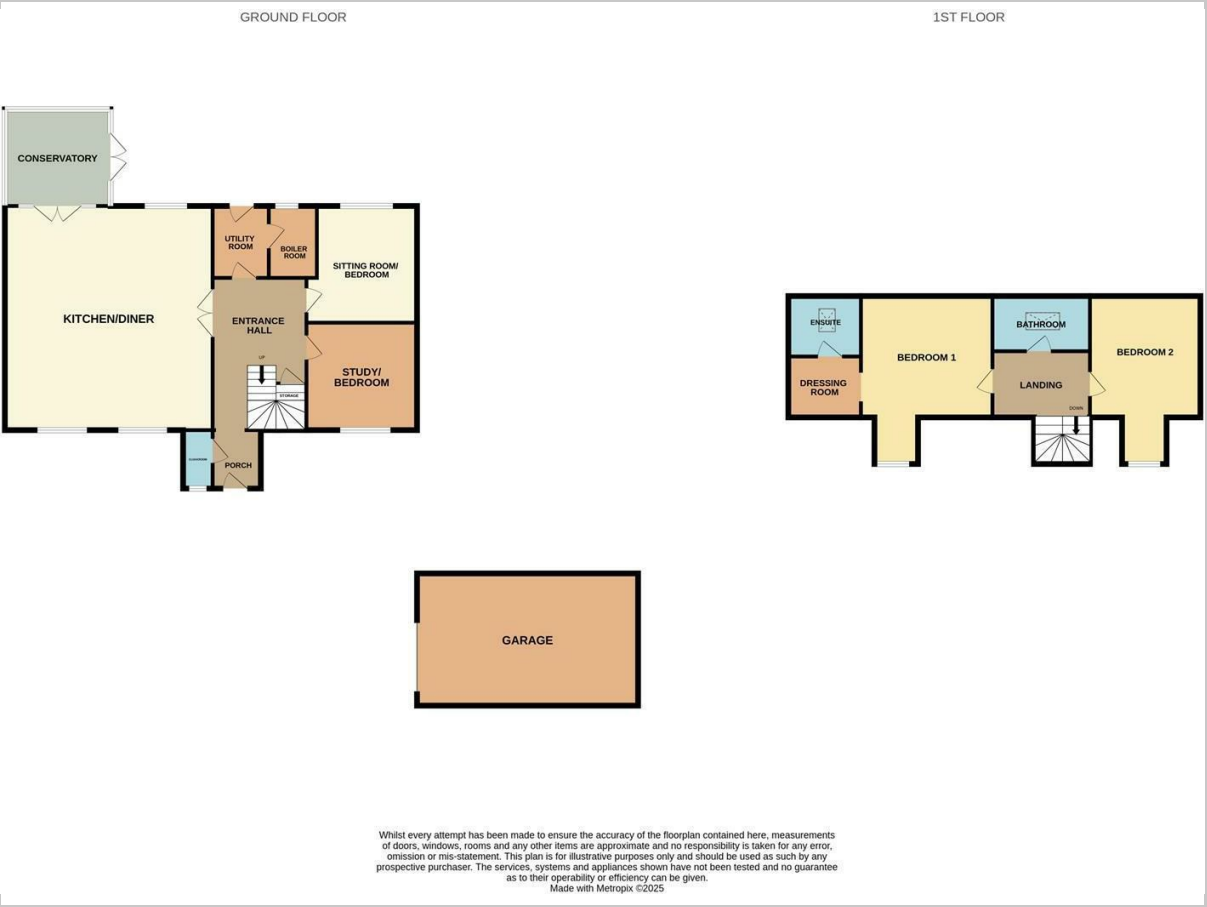 GROUND FLOOR
1ST FLOOR
CONSERVATORY
UTILITY
ROOM
BOILER
ROOM
SITTING ROOM/
BEDROOM
KITCHEN/DINER
ENTRANCE
HALL
UP
STORAGE
STUDY/
BEDROOM
PORCH
ENSUITE
BEDROOM 1
BATHROOM
BEDROOM 2
DRESSING
ROOM
LANDING
DOWN
GARAGE
Whilst every attempt has been made to ensure the accuracy of the floorplan contained here, measurements
of doors, windows, rooms and any other items are approximate and no responsibility is taken for any error,
omission or mis-statement. This plan is for illustrative purposes only and should be used as such by any
prospective purchaser. The services, systems and appliances shown have not been tested and no guarantee
as to their operability or efficiency can be given.
Made with Metropix ©2025